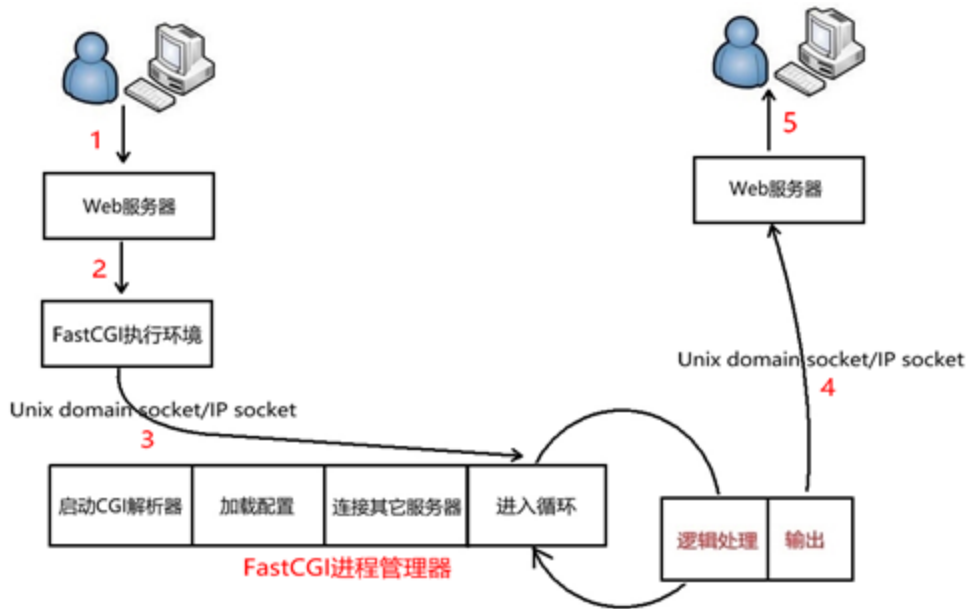 1
5
Web服务器
Web服务器
2
FastCGI执行环境
Unix domain socket/IP socket
4
Unix domain socket/IP socket
3
启动CGI解析器
加载配置
连接其它服务器
进入循环
逻辑处理
输出
FastCGI进程管理器